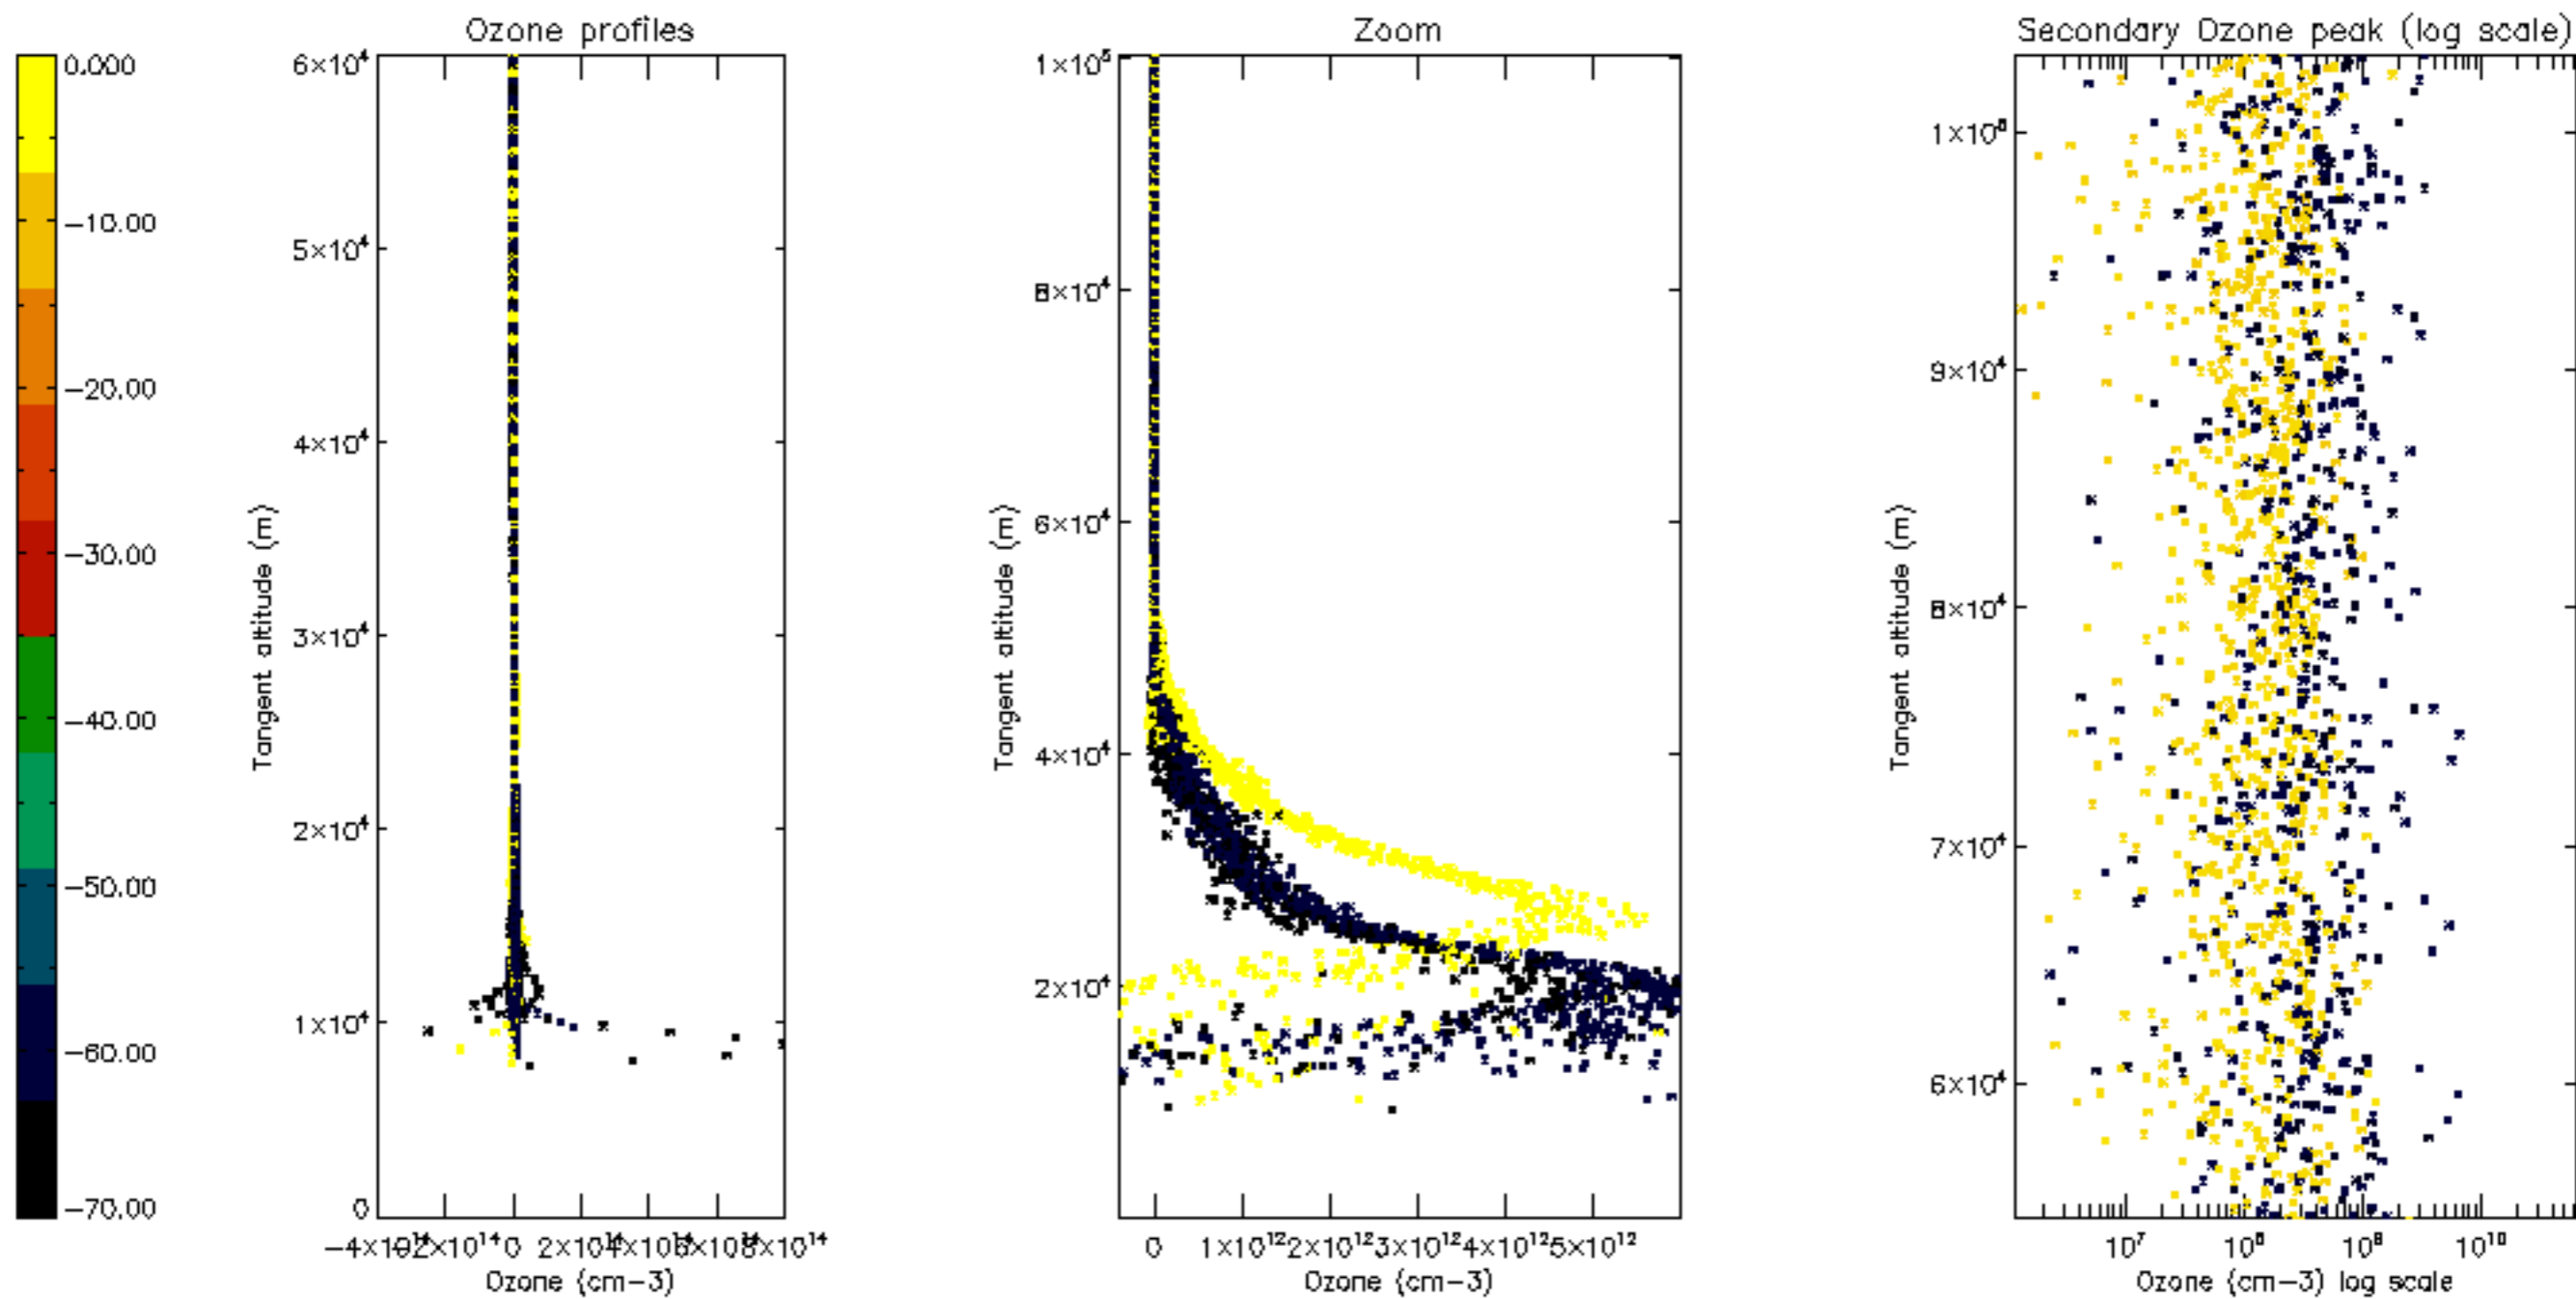 Ozone profiles
Zoom
Secondary Ozone peak (log scale)
0.000
−10.00
−20.00
−30.00
−40.00
−50.00
−60.00
−70.00
6×10⁴
5×10⁴
4×10⁴
3×10⁴
2×10⁴
1×10⁴
0
Tangent altitude (m)
0 2×10¹⁴
Ozone (cm−3)
1×10⁵
8×10⁴
6×10⁴
4×10⁴
2×10⁴
Tangent altitude (m)
0 1×10¹² 2×10¹² 3×10¹² 4×10¹² 5×10¹²
Ozone (cm−3)
9×10⁴
8×10⁴
7×10⁴
6×10⁴
Tangent altitude (m)
10⁷ 10⁸ 10⁹ 10¹⁰
Ozone (cm−3) log scale